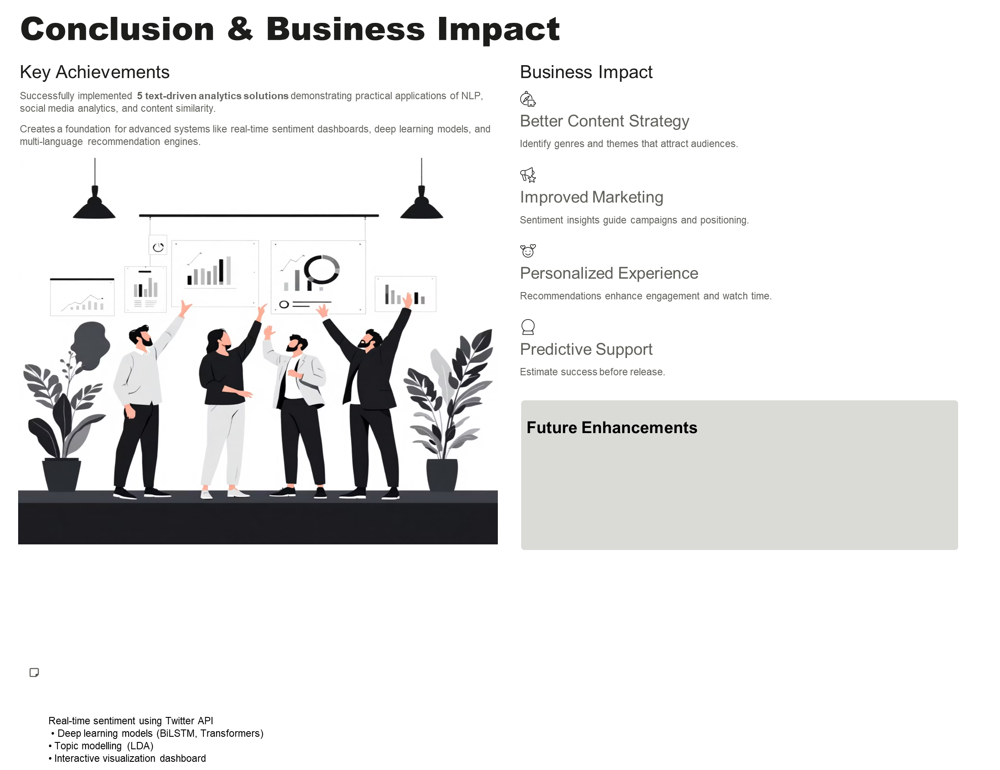 Conclusion & Business Impact
Key Achievements
Successfully implemented 5 text-driven analytics solutions demonstrating practical applications of NLP,
social media analytics, and content similarity.
Creates a foundation for advanced systems like real-time sentiment dashboards, deep learning models, and
multi-language recommendation engines.
Business Impact
Better Content Strategy
Identify genres and themes that attract audiences.
Improved Marketing
Sentiment insights guide campaigns and positioning.
Personalized Experience
Recommendations enhance engagement and watch time.
Predictive Support
Estimate success before release.
Future Enhancements
Real-time sentiment using Twitter API
• Deep learning models (BiLSTM, Transformers)
• Topic modelling (LDA)
• Interactive visualization dashboard